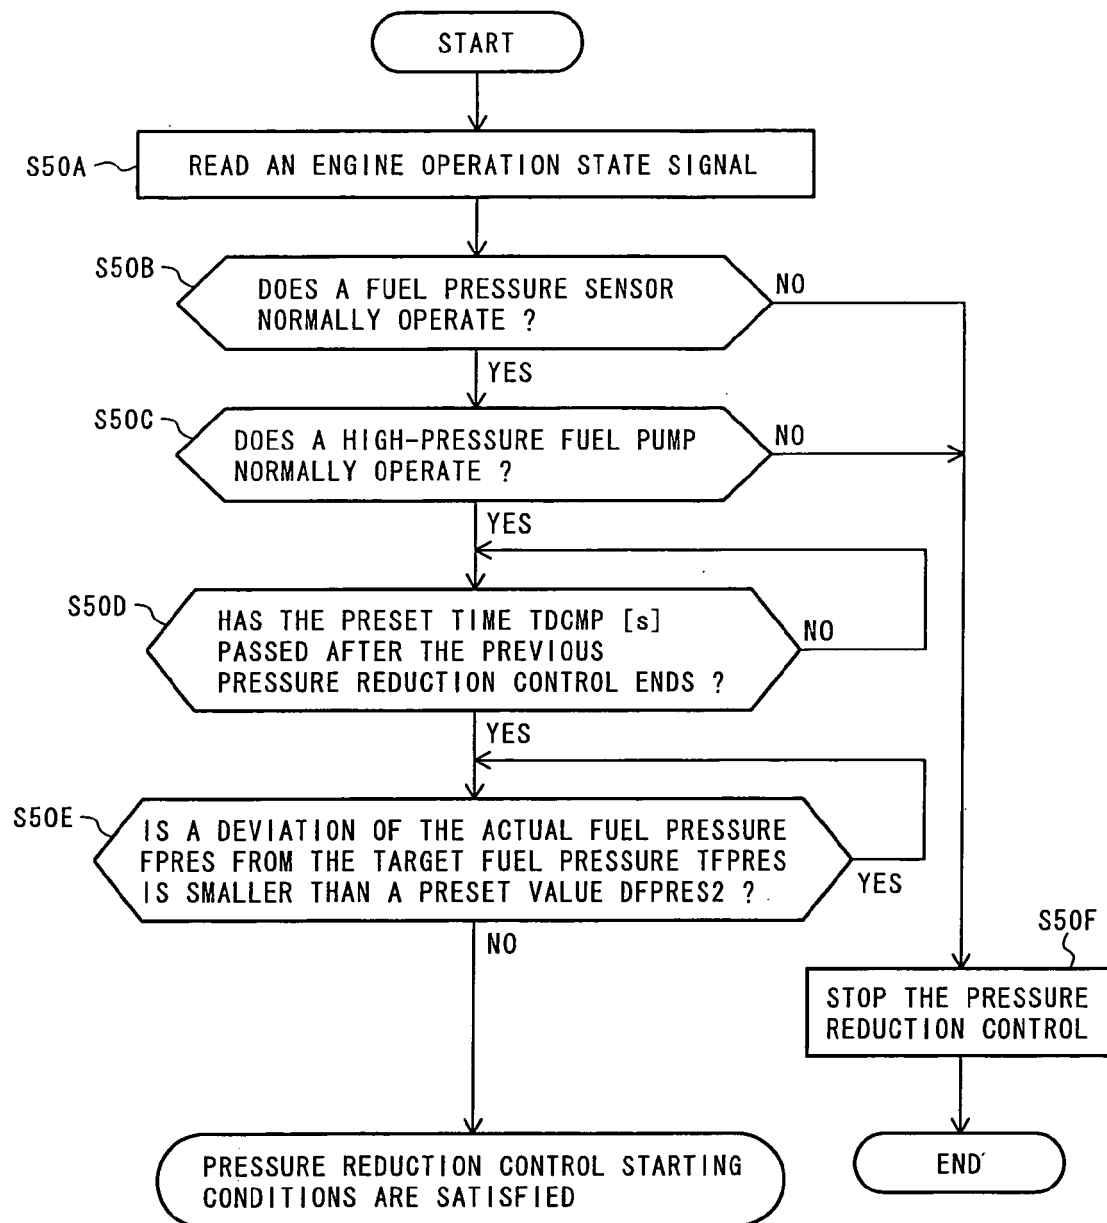 START
S50A
READ AN ENGINE OPERATION STATE SIGNAL
S50B
DOES A FUEL PRESSURE SENSOR
NORMALLY OPERATE ?
NO
YES
S50C
DOES A HIGH-PRESSURE FUEL PUMP
NORMALLY OPERATE ?
NO
YES
S50D
HAS THE PRESET TIME TDCMP [s]
PASSED AFTER THE PREVIOUS
PRESSURE REDUCTION CONTROL ENDS ?
NO
YES
S50E
IS A DEVIATION OF THE ACTUAL FUEL PRESSURE
FPRES FROM THE TARGET FUEL PRESSURE TFPRES
IS SMALLER THAN A PRESET VALUE DFPRES2 ?
YES
NO
S50F
STOP THE PRESSURE
REDUCTION CONTROL
PRESSURE REDUCTION CONTROL STARTING
CONDITIONS ARE SATISFIED
END